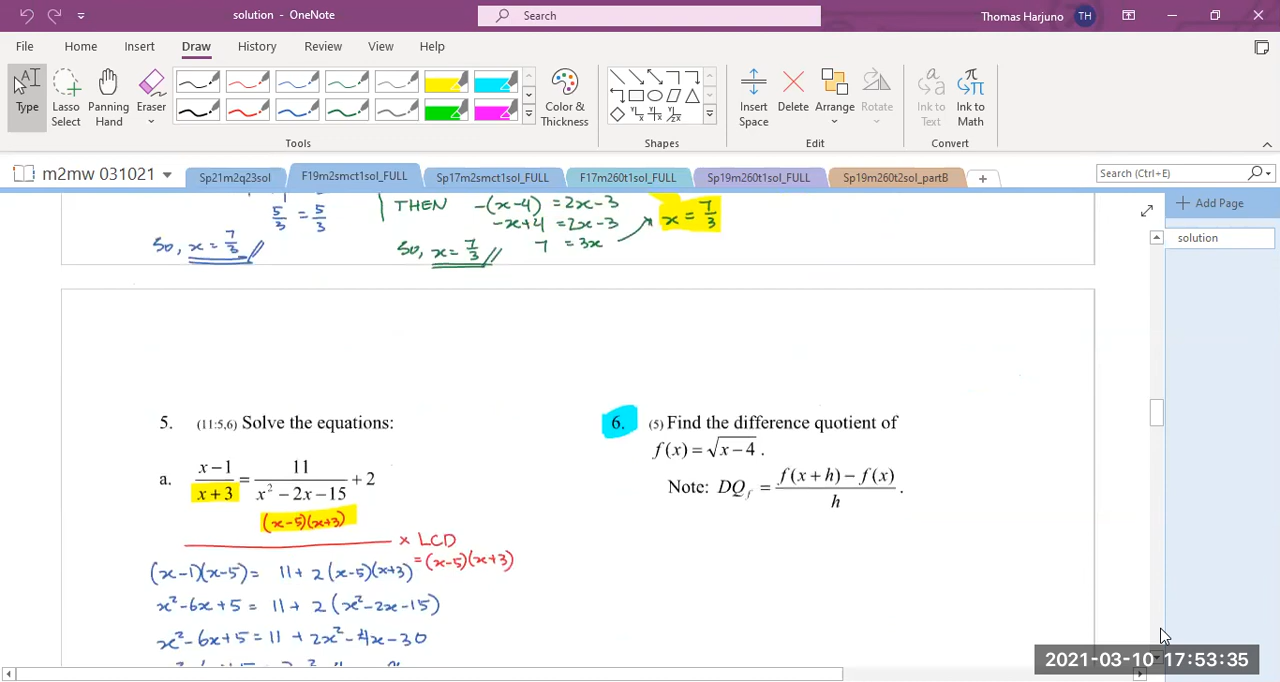 solution - OneNote
Search
Thomas Harjuno
TH
File Home Insert Draw History Review View Help
Type
Lasso Select
Panning Hand
Eraser
Color & Thickness
Insert Space
Delete
Arrange
Rotate
Ink to Text
Ink to Math
Tools
Shapes
Edit
Convert
m2mw 031021
Sp21m2q23sol
F19m2smct1sol_FULL
Sp17m2smct1sol_FULL
F17m260t1sol_FULL
Sp19m260t1sol_FULL
Sp19m260t2sol_partB
Search (Ctrl+E)
Add Page
solution
5/3 = 5/3
So, x = 7/3
THEN -(x-4) = 2x-3
-x+4 = 2x-3
7 = 3x
x = 7/3
So, x = 7/3
5. (11:5,6) Solve the equations:
a. (x-1)/(x+3) = 11/(x² - 2x - 15) + 2
(x-5)(x+3)
× LCD
= (x-5)(x+3)
(x-1)(x-5) = 11 + 2(x-5)(x+3)
x²-6x+5 = 11 + 2(x²-2x-15)
x²-6x+5 = 11 + 2x²-4x-30
6. (5) Find the difference quotient of
f(x) = √(x-4) .
Note: DQf = (f(x+h) - f(x))/h .
2021-03-10 17:53:35